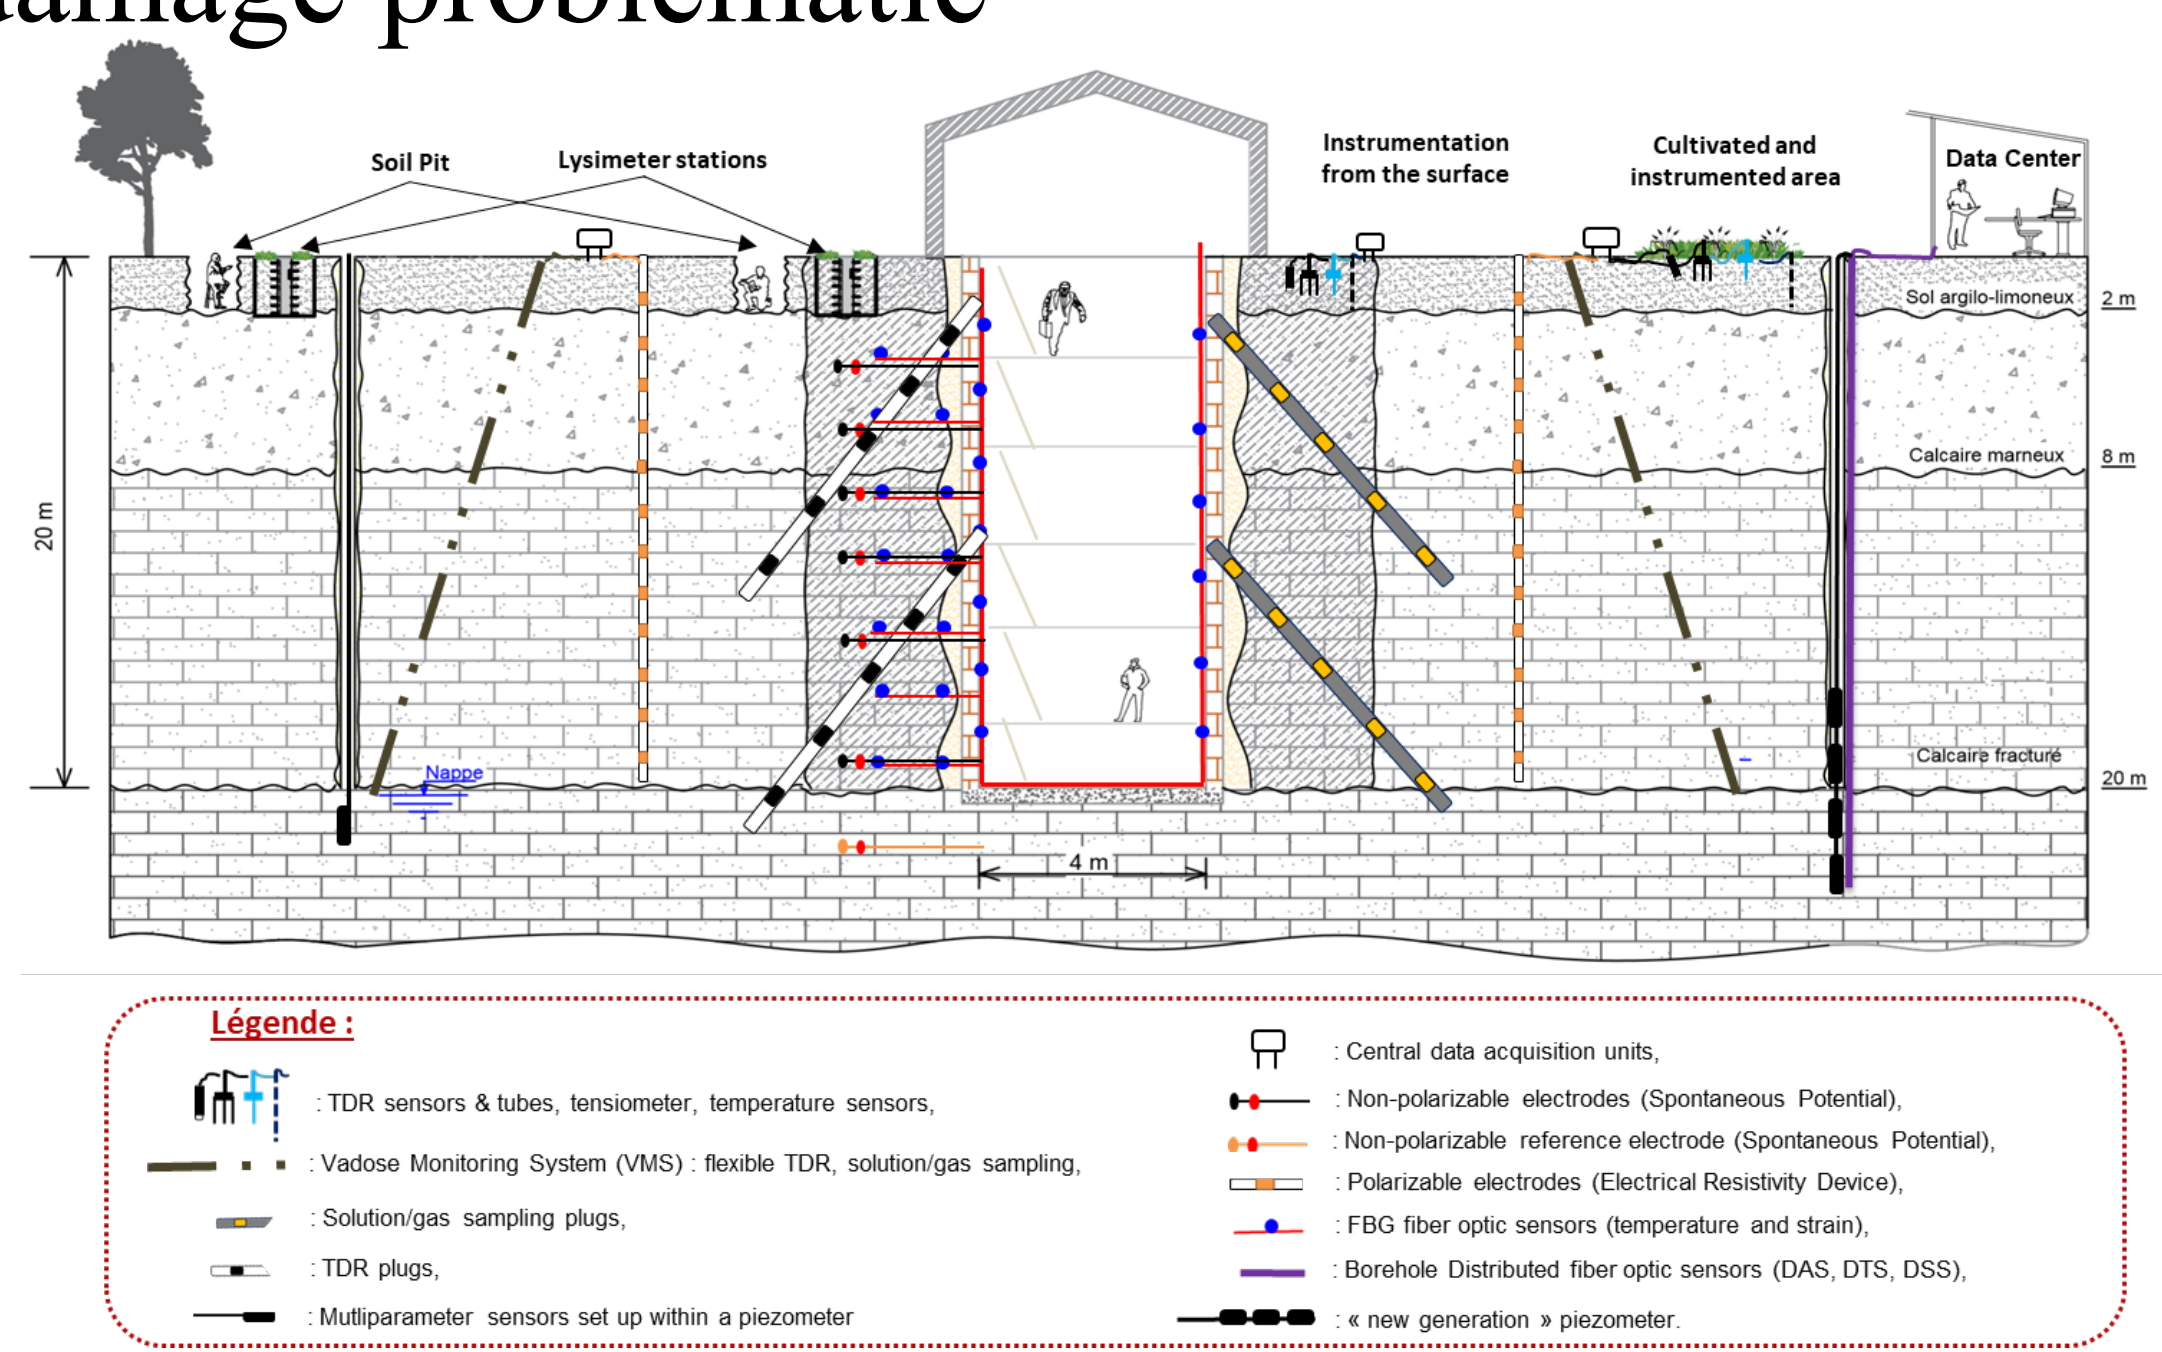 damage problematic
Soil Pit
Lysimeter stations
Instrumentation
from the surface
Cultivated and
instrumented area
Data Center
Sol argilo-limoneux
2 m
Calcaire marneux
8 m
20 m
Calcaire fracturé
20 m
Nappe
4 m
Légende :
: TDR sensors & tubes, tensiometer, temperature sensors,
: Vadose Monitoring System (VMS) : flexible TDR, solution/gas sampling,
: Solution/gas sampling plugs,
: TDR plugs,
: Mutliparameter sensors set up within a piezometer
: Central data acquisition units,
: Non-polarizable electrodes (Spontaneous Potential),
: Non-polarizable reference electrode (Spontaneous Potential),
: Polarizable electrodes (Electrical Resistivity Device),
: FBG fiber optic sensors (temperature and strain),
: Borehole Distributed fiber optic sensors (DAS, DTS, DSS),
: « new generation » piezometer.